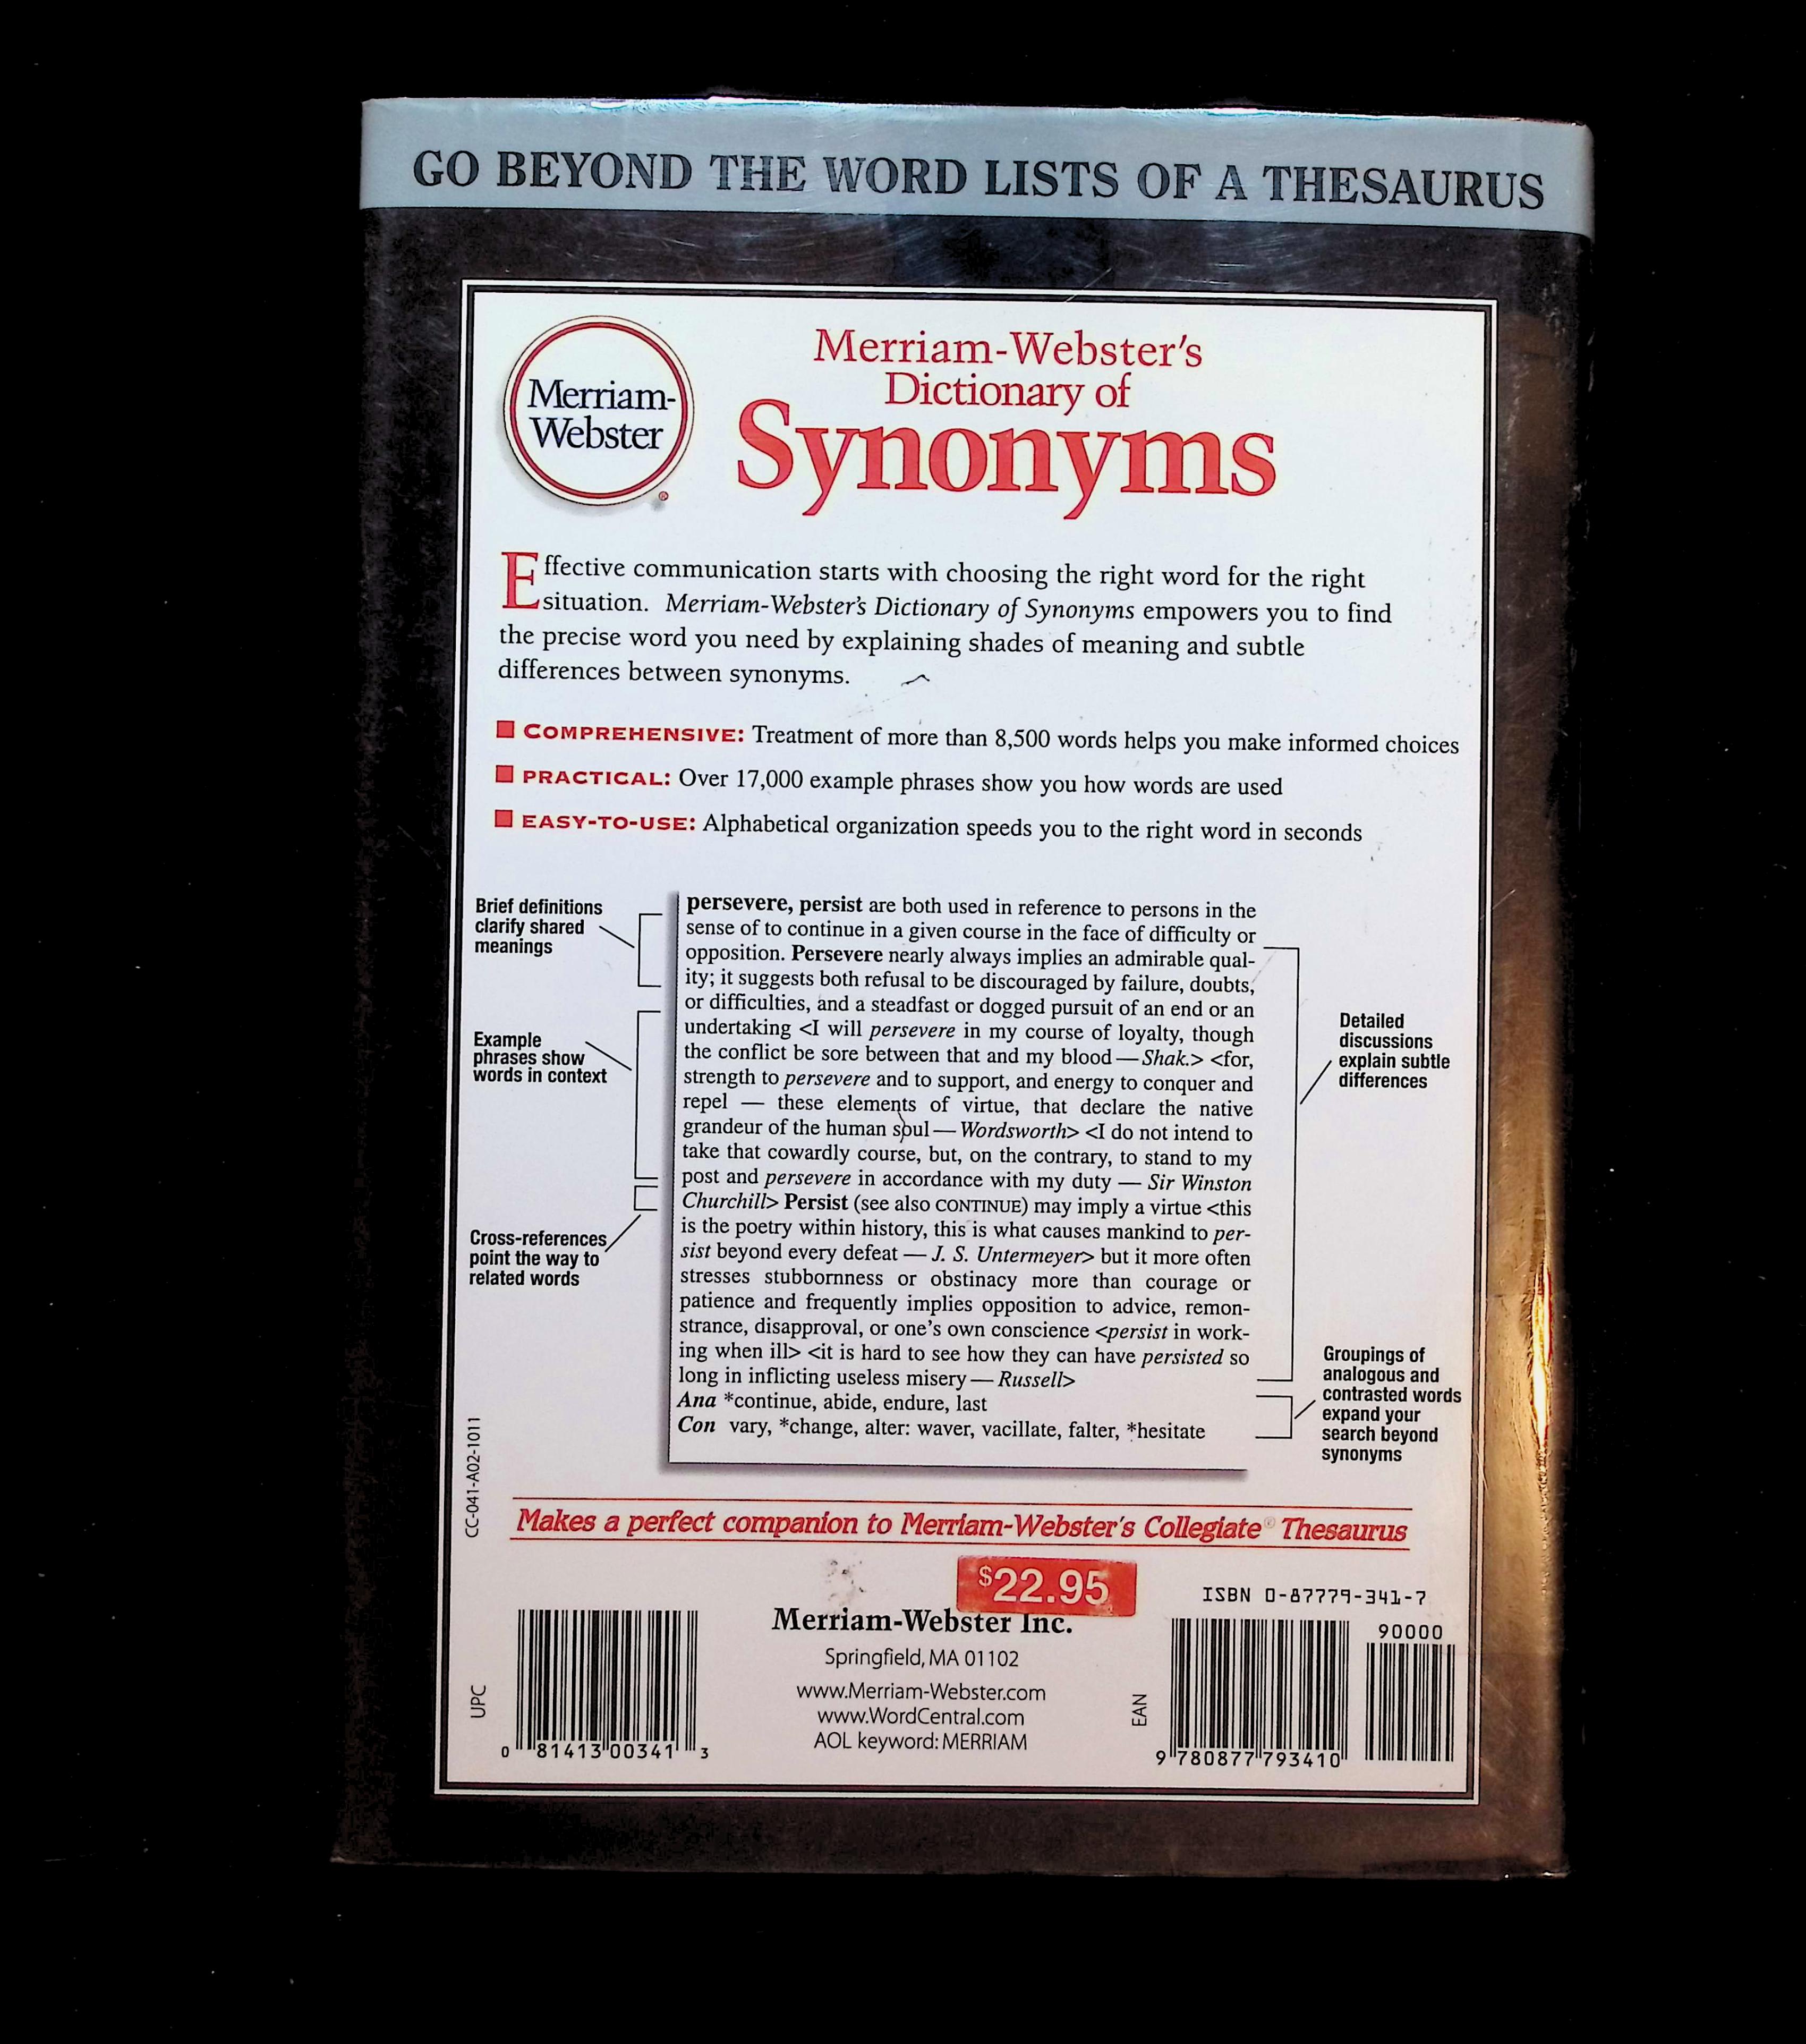 GO BEYOND THE WORD LISTS OF A THESAURUS
Merriam-
Webster
®
Merriam-Webster's
Dictionary of
Synonyms
Effective communication starts with choosing the right word for the right
situation. Merriam-Webster's Dictionary of Synonyms empowers you to find
the precise word you need by explaining shades of meaning and subtle
differences between synonyms.
COMPREHENSIVE: Treatment of more than 8,500 words helps you make informed choices
PRACTICAL: Over 17,000 example phrases show you how words are used
EASY-TO-USE: Alphabetical organization speeds you to the right word in seconds
Brief definitions
clarify shared
meanings
Example
phrases show
words in context
Cross-references
point the way to
related words
persevere, persist are both used in reference to persons in the
sense of to continue in a given course in the face of difficulty or
opposition. Persevere nearly always implies an admirable qual-
ity; it suggests both refusal to be discouraged by failure, doubts,
or difficulties, and a steadfast or dogged pursuit of an end or an
undertaking <I will persevere in my course of loyalty, though
the conflict be sore between that and my blood — Shak.> <for,
strength to persevere and to support, and energy to conquer and
repel — these elements of virtue, that declare the native
grandeur of the human soul — Wordsworth> <I do not intend to
take that cowardly course, but, on the contrary, to stand to my
post and persevere in accordance with my duty — Sir Winston
Churchill> Persist (see also CONTINUE) may imply a virtue <this
is the poetry within history, this is what causes mankind to per-
sist beyond every defeat — J. S. Untermeyer> but it more often
stresses stubbornness or obstinacy more than courage or
patience and frequently implies opposition to advice, remon-
strance, disapproval, or one's own conscience <persist in work-
ing when ill> <it is hard to see how they can have persisted so
long in inflicting useless misery — Russell>
Ana *continue, abide, endure, last
Con vary, *change, alter: waver, vacillate, falter, *hesitate
Detailed
discussions
explain subtle
differences
Groupings of
analogous and
contrasted words
expand your
search beyond
synonyms
CC-041-A02-1011
Makes a perfect companion to Merriam-Webster's Collegiate® Thesaurus
$22.95
Merriam-Webster Inc.
Springfield, MA 01102
www.Merriam-Webster.com
www.WordCentral.com
AOL keyword: MERRIAM
UPC
0 81413 00341 3
ISBN 0-87779-341-7
90000
EAN
9 780877 793410